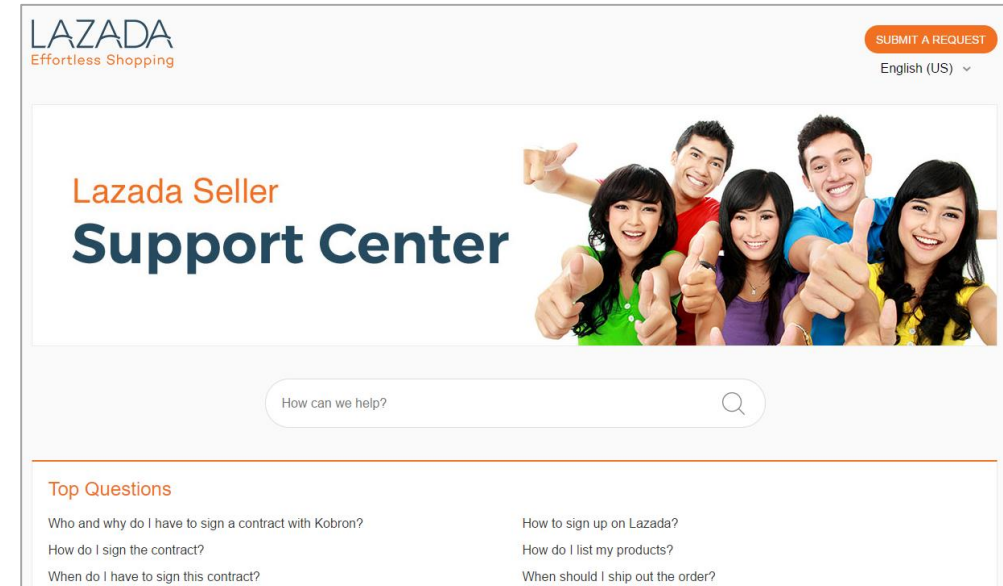 LAZADA
Effortless Shopping
SUBMIT A REQUEST
English (US)
Lazada Seller
Support Center
How can we help?
Top Questions
Who and why do I have to sign a contract with Kobron?
How do I sign the contract?
When do I have to sign this contract?
How to sign up on Lazada?
How do I list my products?
When should I ship out the order?